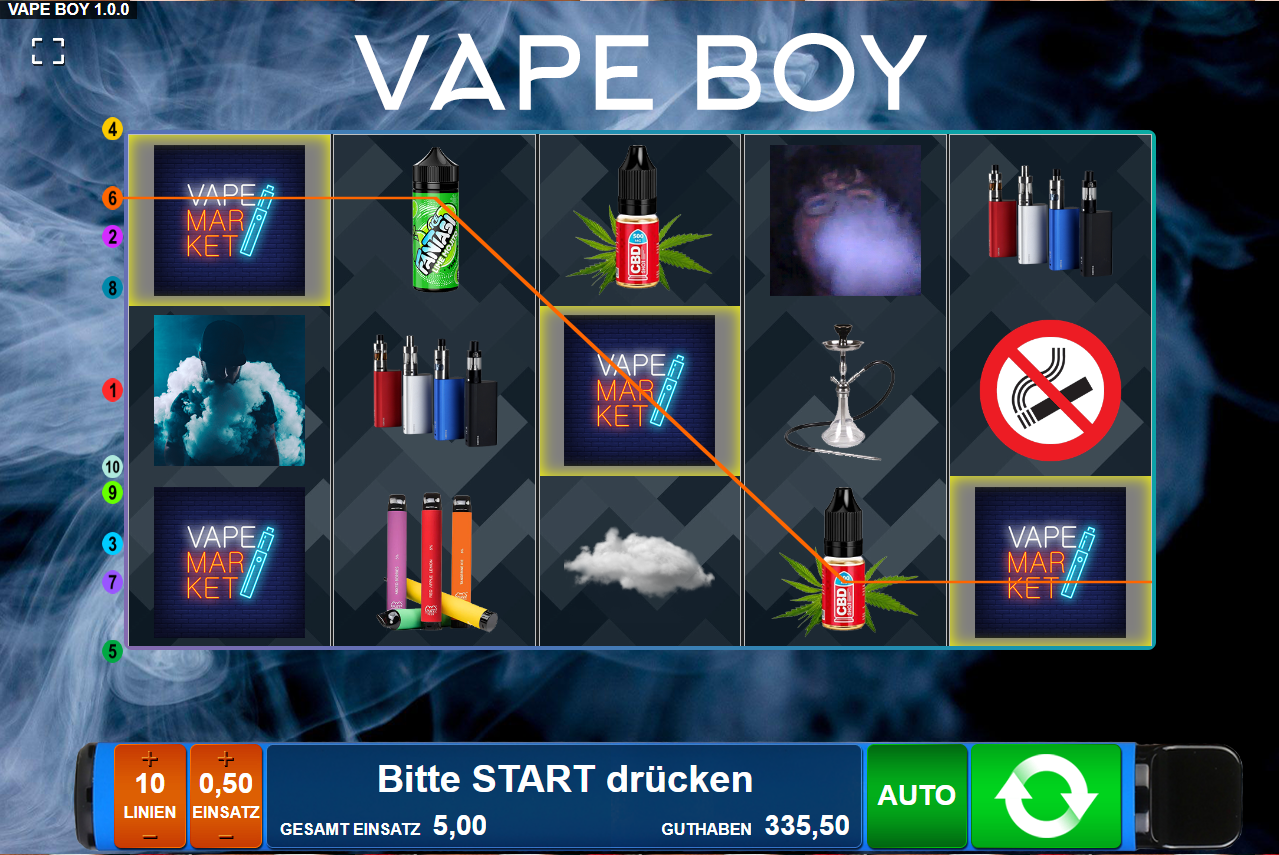 VAPE BOY 1.0.0
VAPE BOY
4
6
2
8
1
10
9
3
7
5
VAPE
MAR
KET
FANTASI
500
CBD
VAPE
MAR
KET
VAPE
MAR
KET
CBD
VAPE
MAR
KET
+
10
LINIEN
−
+
0,50
EINSATZ
−
Bitte START drücken
GESAMT EINSATZ 5,00
GUTHABEN 335,50
AUTO